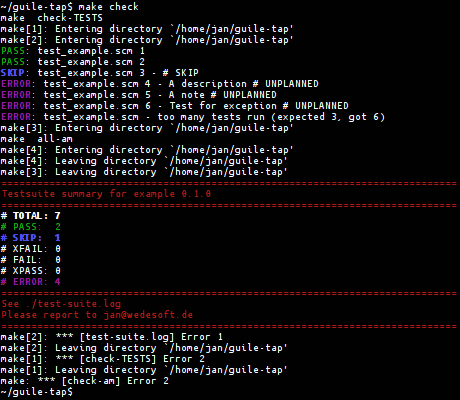 ~/guile-tap$ make check
make  check-TESTS
make[1]: Entering directory `/home/jan/guile-tap'
make[2]: Entering directory `/home/jan/guile-tap'
PASS: test_example.scm 1
PASS: test_example.scm 2
SKIP: test_example.scm 3 - # SKIP
ERROR: test_example.scm 4 - A description # UNPLANNED
ERROR: test_example.scm 5 - A note # UNPLANNED
ERROR: test_example.scm 6 - Test for exception # UNPLANNED
ERROR: test_example.scm - too many tests run (expected 3, got 6)
make[3]: Entering directory `/home/jan/guile-tap'
make  all-am
make[4]: Entering directory `/home/jan/guile-tap'
make[4]: Leaving directory `/home/jan/guile-tap'
make[3]: Leaving directory `/home/jan/guile-tap'
============================================================================
Testsuite summary for example 0.1.0
============================================================================
# TOTAL: 7
# PASS:  2
# SKIP:  1
# XFAIL: 0
# FAIL:  0
# XPASS: 0
# ERROR: 4
============================================================================
See ./test-suite.log
Please report to jan@wedesoft.de
============================================================================
make[2]: *** [test-suite.log] Error 1
make[2]: Leaving directory `/home/jan/guile-tap'
make[1]: *** [check-TESTS] Error 2
make[1]: Leaving directory `/home/jan/guile-tap'
make: *** [check-am] Error 2
~/guile-tap$